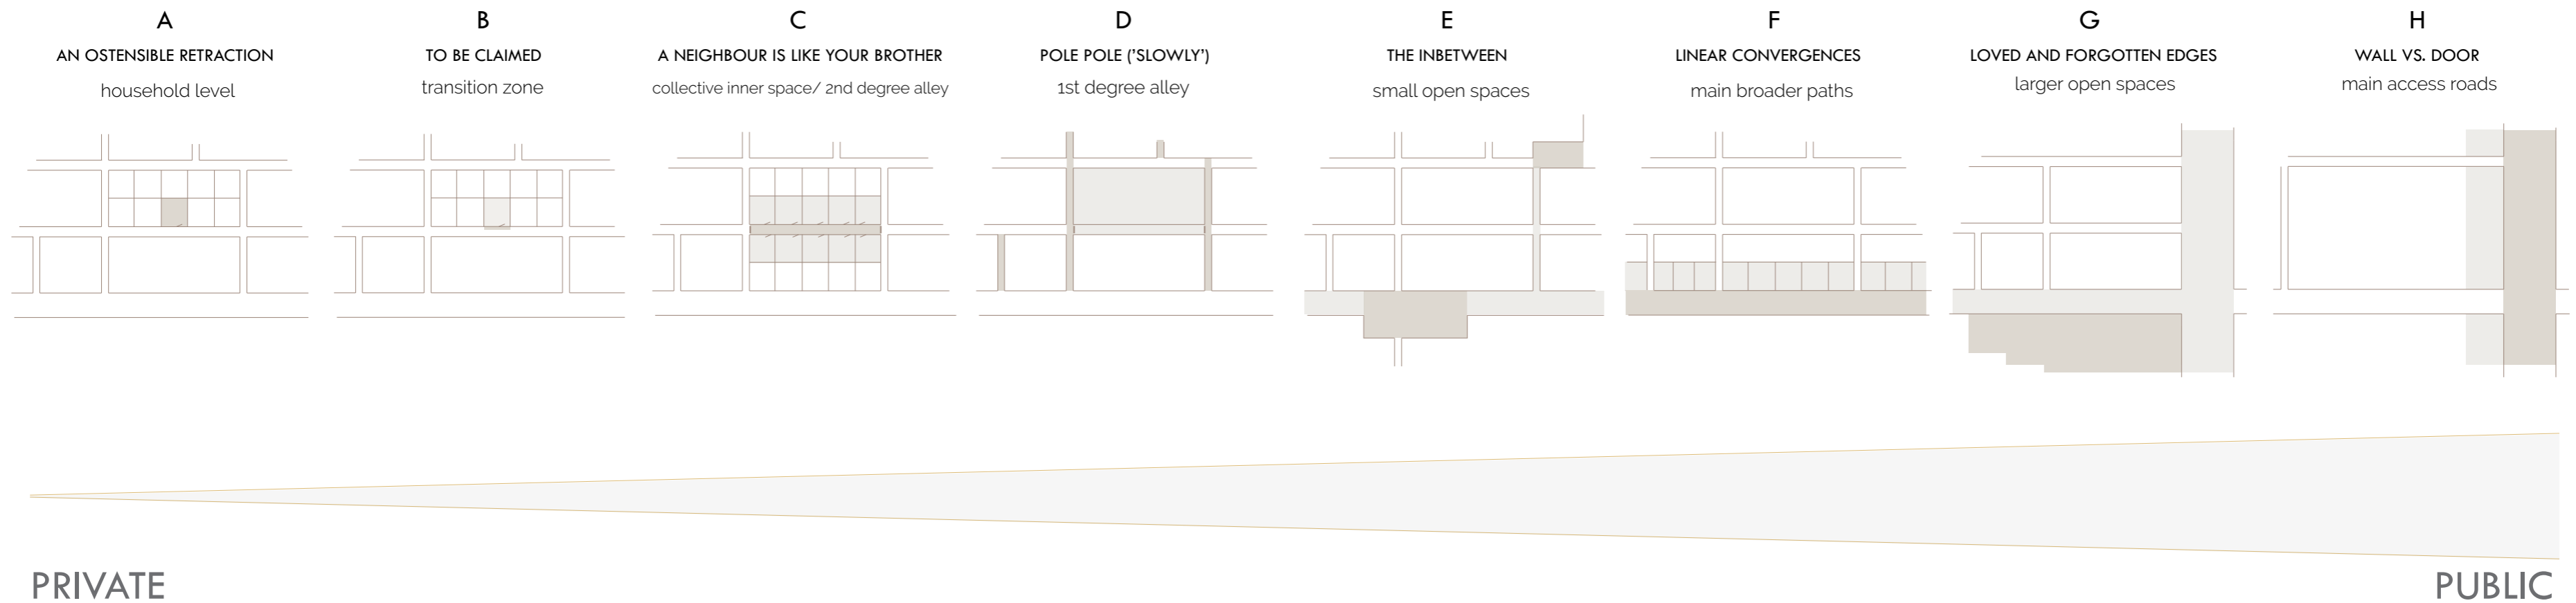 A
AN OSTENSIBLE RETRACTION
household level
B
TO BE CLAIMED
transition zone
C
A NEIGHBOUR IS LIKE YOUR BROTHER
collective inner space/ 2nd degree alley
D
POLE POLE ('SLOWLY')
1st degree alley
E
THE INBETWEEN
small open spaces
F
LINEAR CONVERGENCES
main broader paths
G
LOVED AND FORGOTTEN EDGES
larger open spaces
H
WALL VS. DOOR
main access roads
PRIVATE
PUBLIC